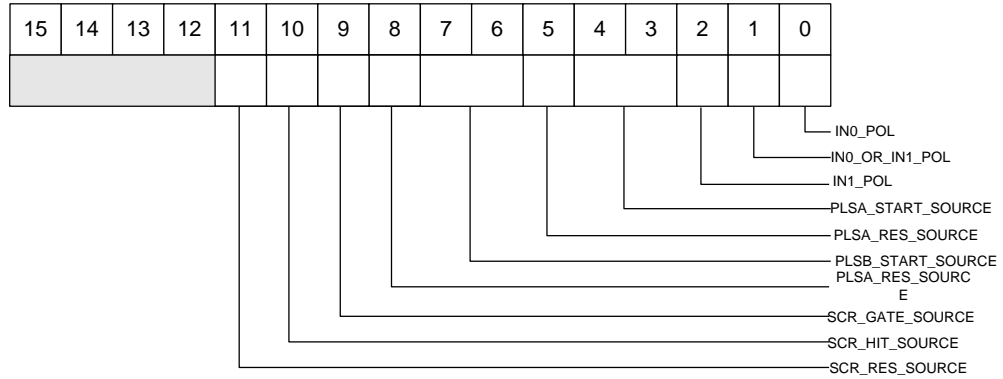 15 14 13 12 11 10 9 8 7 6 5 4 3 2 1 0
IN0_POL
IN0_OR_IN1_POL
IN1_POL
PLSA_START_SOURCE
PLSA_RES_SOURCE
PLSB_START_SOURCE
PLSA_RES_SOURC
E
SCR_GATE_SOURCE
SCR_HIT_SOURCE
SCR_RES_SOURCE